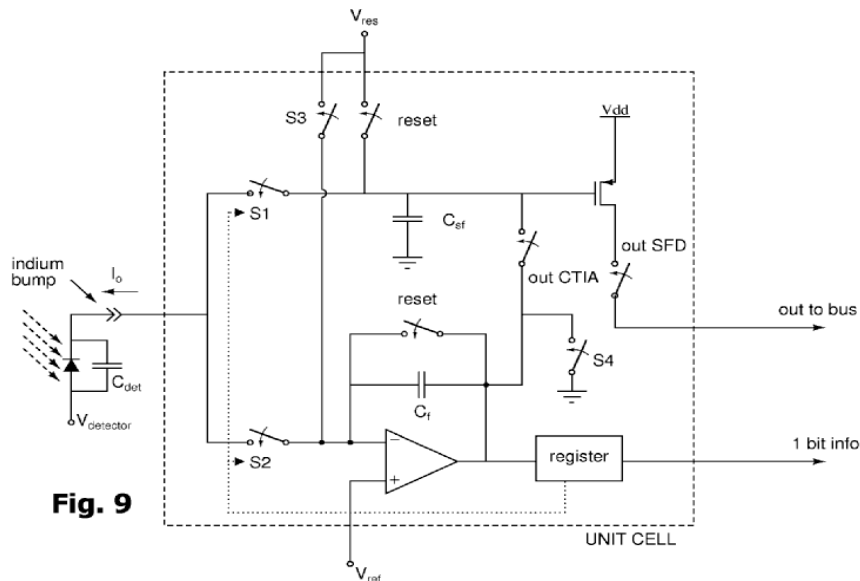 Vres
S3
reset
Vdd
S1
Csf
out SFD
indium
bump
Io
out CTIA
reset
out to bus
S4
Cdet
Cf
Vdetector
S2
−
+
register
1 bit info
Fig. 9
UNIT CELL
Vref